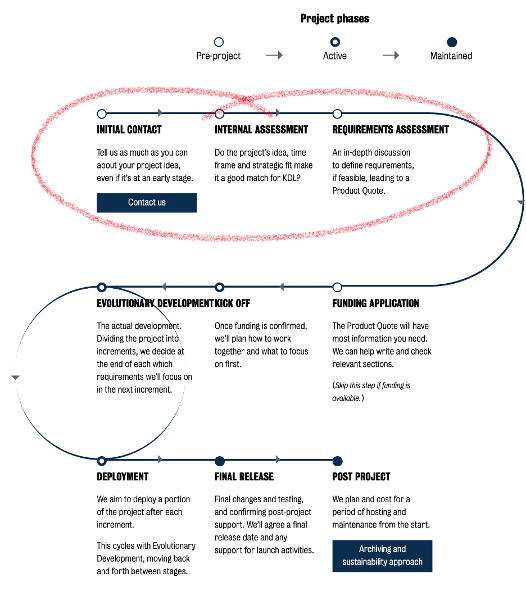 Project phases
Pre-project
Active
Maintained
INITIAL CONTACT
Tell us as much as you can
about your project idea,
even if it's at an early stage.
Contact us
INTERNAL ASSESSMENT
Do the project's idea, time
frame and strategic fit make
it a good match for KDL?
REQUIREMENTS ASSESSMENT
An in-depth discussion
to define requirements,
if feasible, leading to a
Product Quote.
EVOLUTIONARY DEVELOPMENT
The actual development.
Dividing the project into
increments, we decide at
the end of each which
requirements we'll focus on
in the next increment.
KICK OFF
Once funding is confirmed,
we'll plan how to work
together and what to focus
on first.
FUNDING APPLICATION
The Product Quote will have
most information you need.
We can help write and check
relevant sections.
(Skip this step if funding is
available.)
DEPLOYMENT
We aim to deploy a portion
of the project after each
increment.
This cycles with Evolutionary
Development, moving back
and forth between stages.
FINAL RELEASE
Final changes and testing,
and confirming post-project
support. We'll agree a final
release date and any
support for launch activities.
POST PROJECT
We plan and cost for a
period of hosting and
maintenance from the start.
Archiving and
sustainability approach